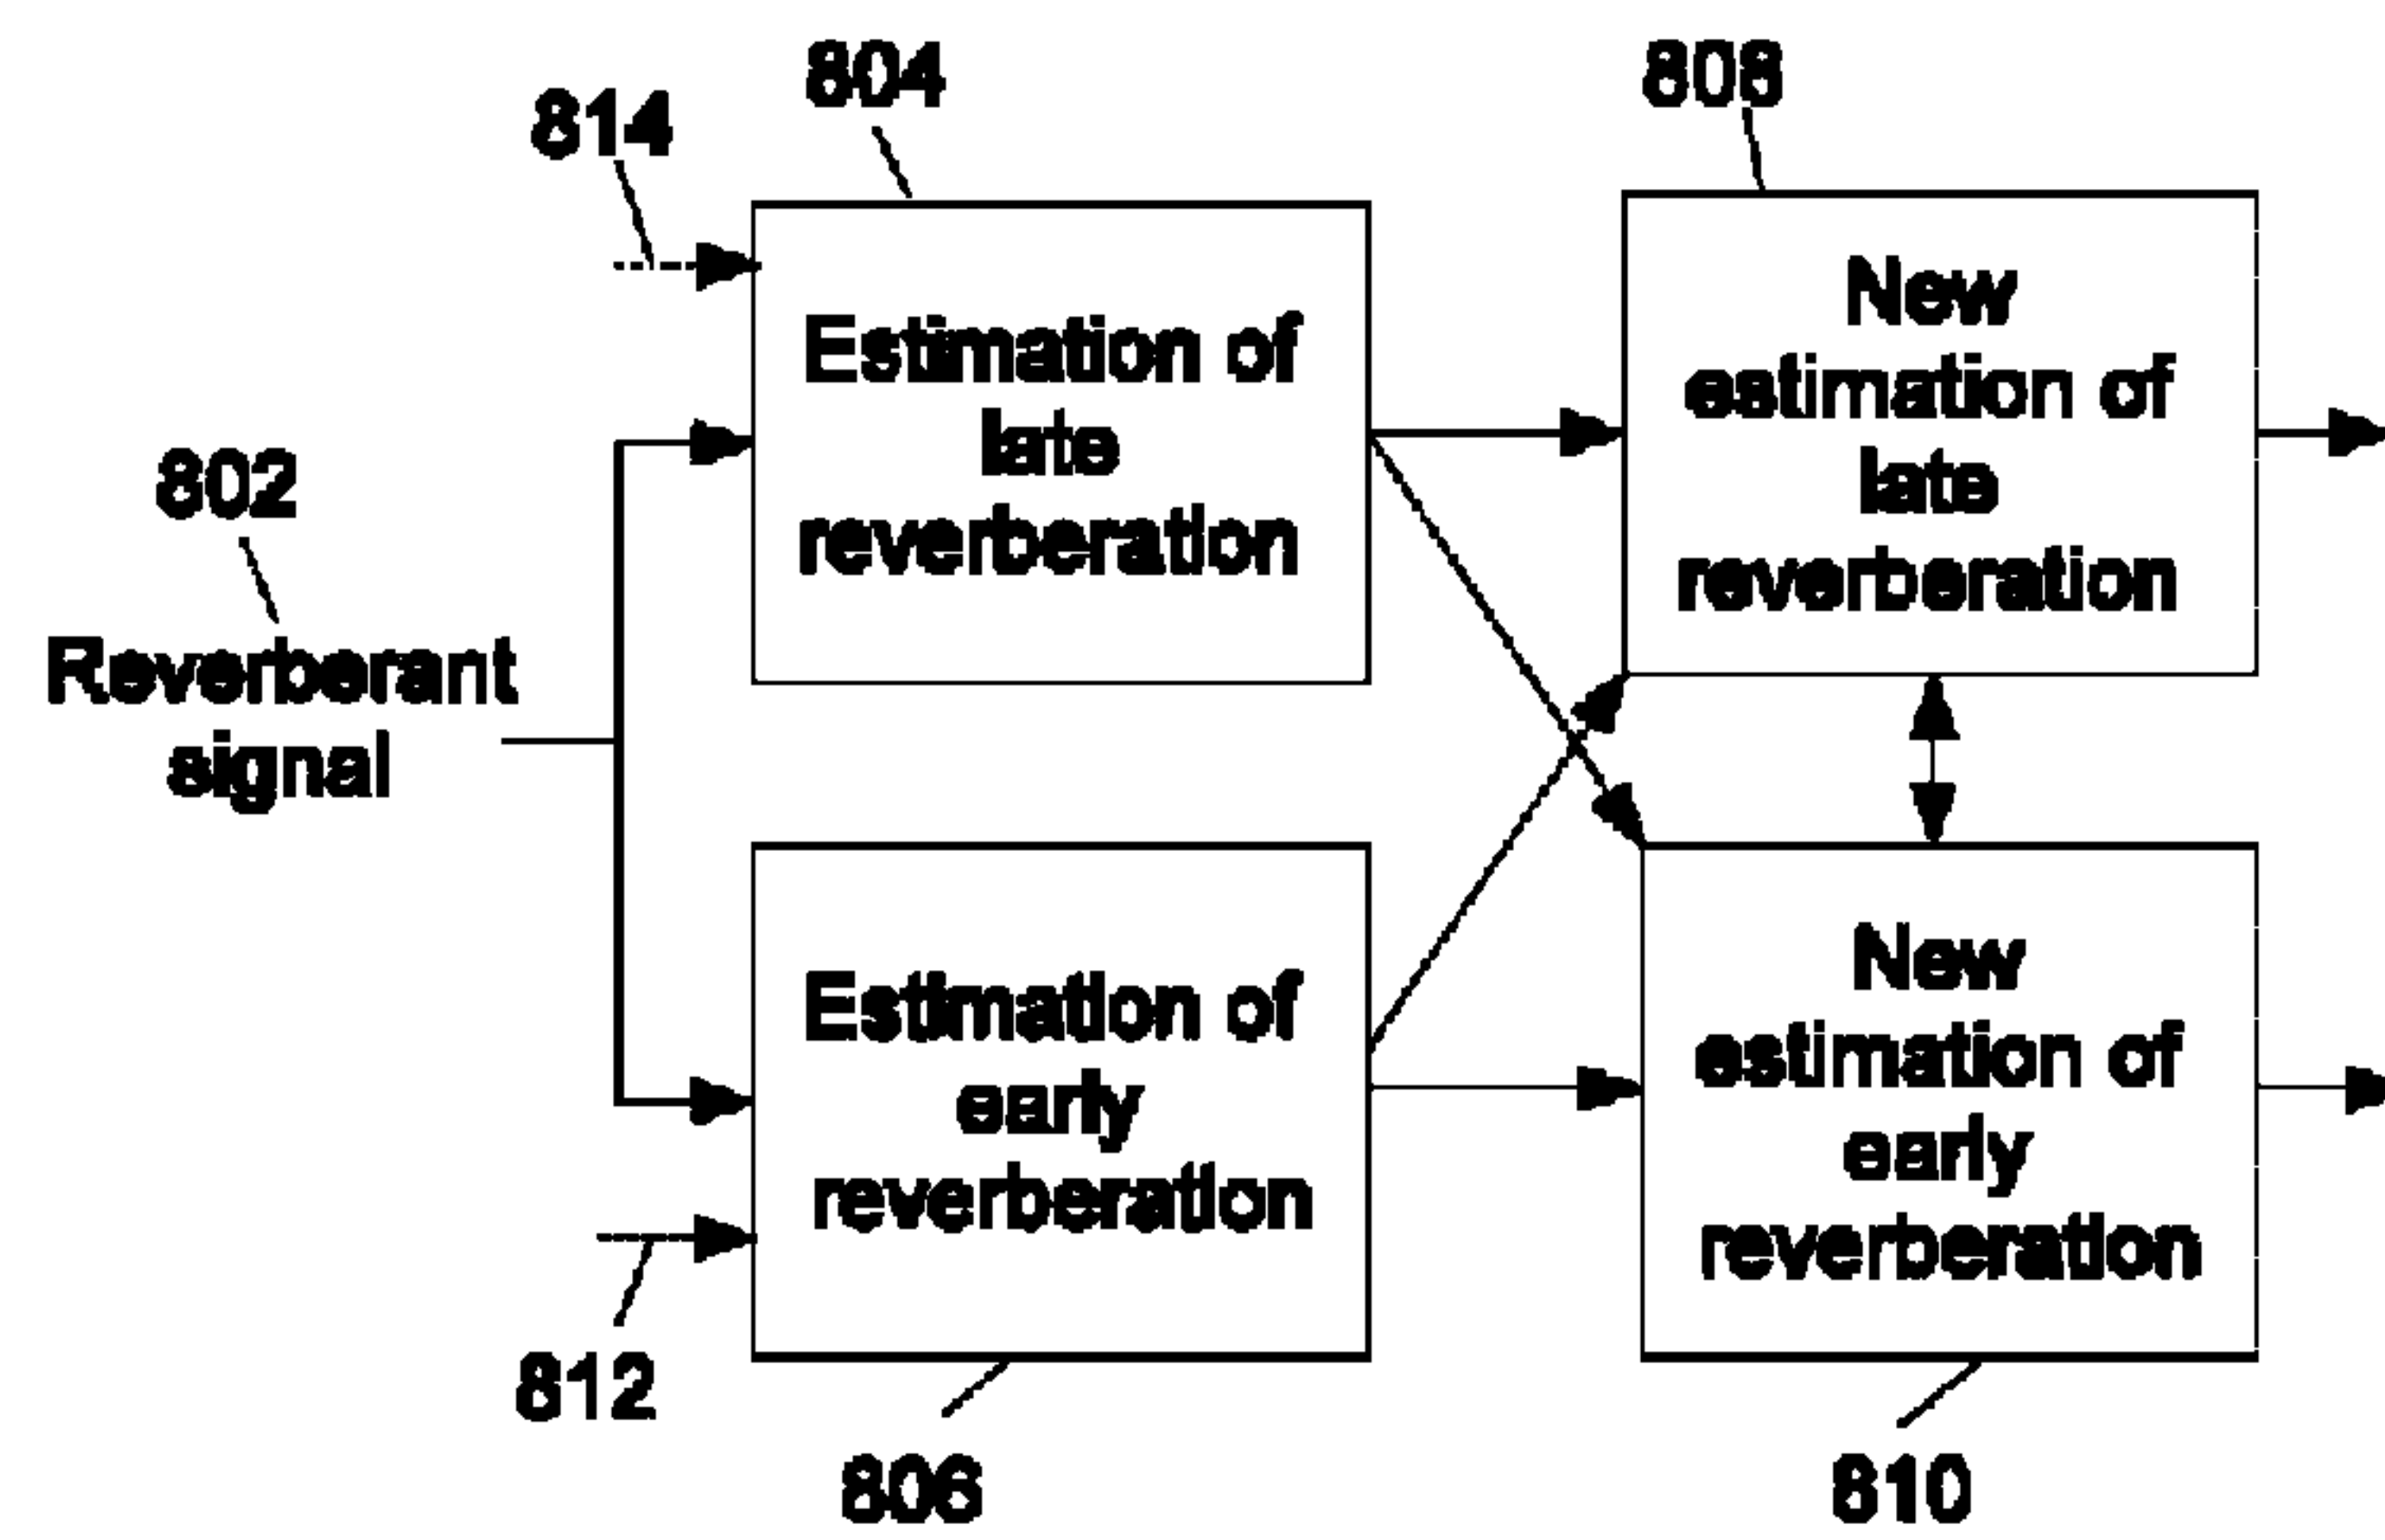 804
808
814
Estimation of
late
reverberation
New
estimation of
late
reverberation
802
Reverberant
signal
Estimation of
early
reverberation
New
estimation of
early
reverberation
812
806
810